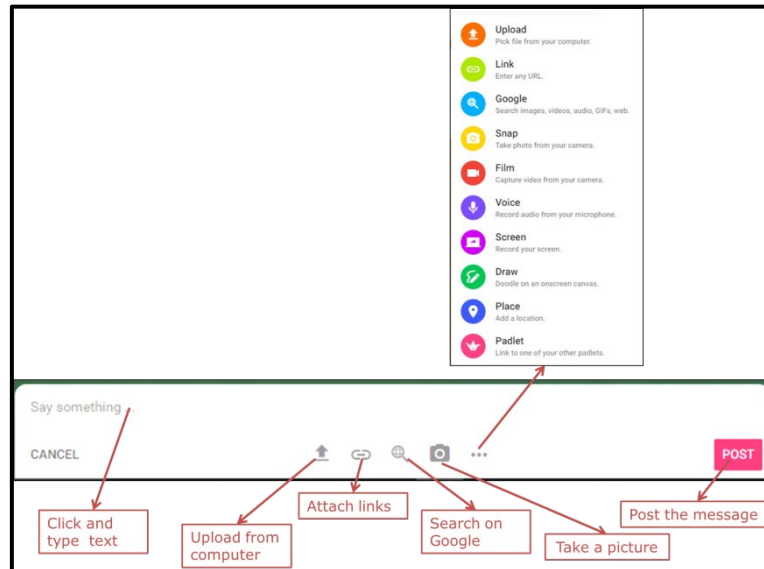 Upload
Pick file from your computer.
Link
Enter any URL.
Google
Search images, videos, audio, GIFs, web.
Snap
Take photo from your camera.
Film
Capture video from your camera.
Voice
Record audio from your microphone.
Screen
Record your screen.
Draw
Doodle on an onscreen canvas.
Place
Add a location.
Padlet
Link to one of your other padlets.
Say something ...
CANCEL
POST
Click and
type text
Upload from
computer
Attach links
Search on
Google
Take a picture
Post the message